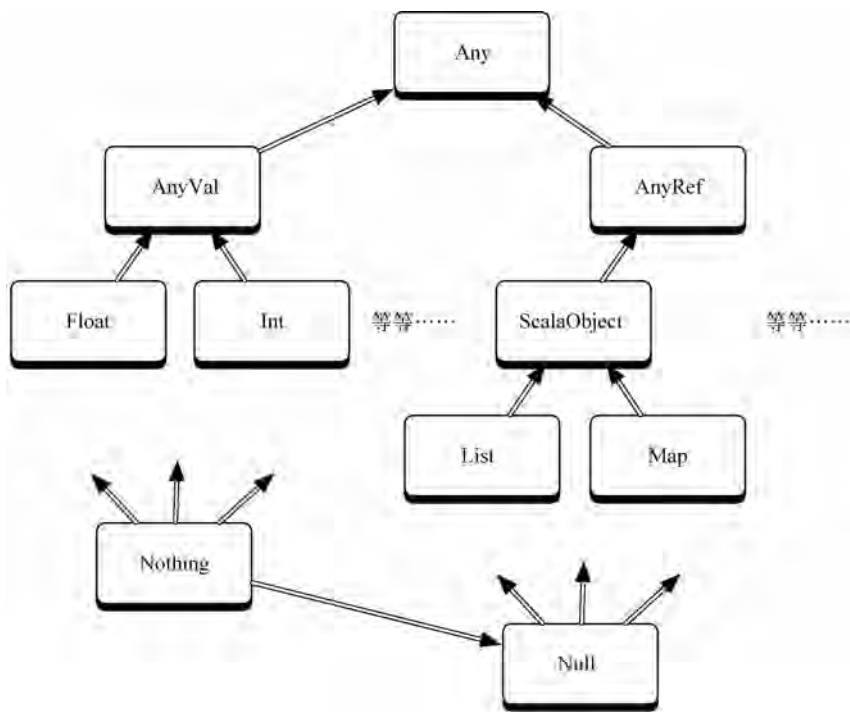 Any
AnyVal
AnyRef
Float
Int
等等……
ScalaObject
等等……
List
Map
Nothing
Null